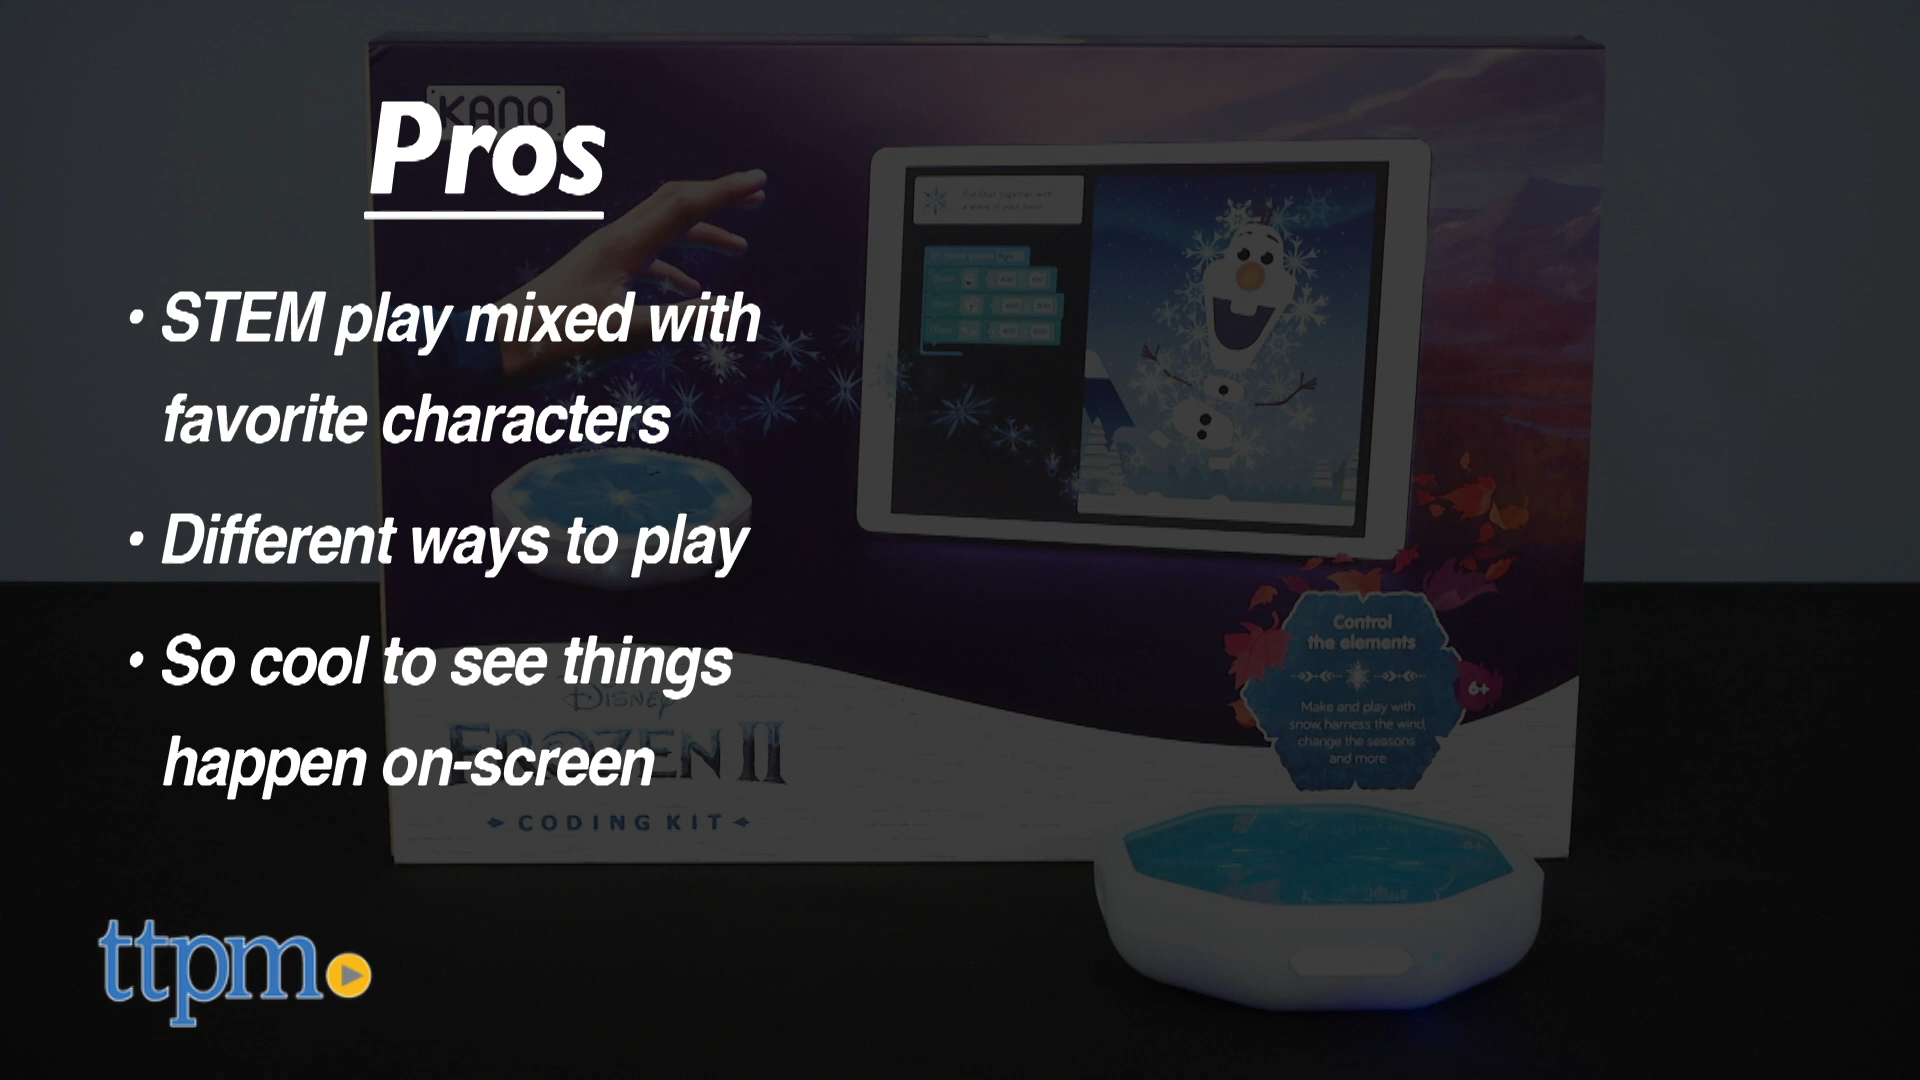 KANO
Pros
• STEM play mixed with
favorite characters
• Different ways to play
• So cool to see things
happen on-screen
Disney
FROZEN II
CODING KIT
Control
the elements
6+
Make and play with
snow, harness the wind,
change the seasons
and more
ttpm